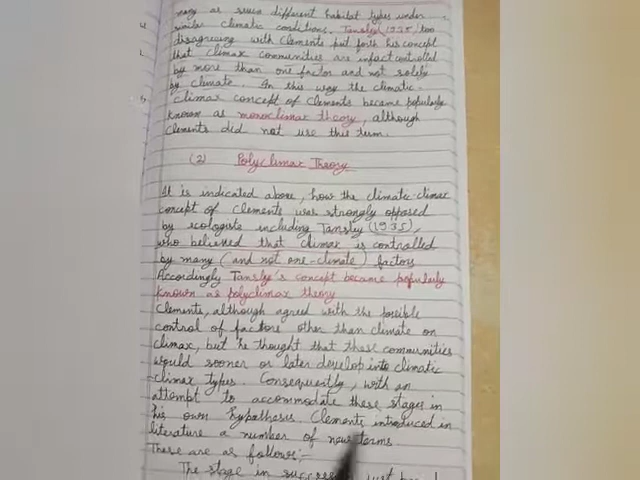 many as seven different habitat types under
similar climatic conditions. Tansley (1935) too
disagreeing with Clements put forth his concept
that climax communities are infact controlled
by more than one factor and not solely
by climate. In this way the climatic
climax concept of Clements became popularly
known as monoclimax theory, although
Clements did not use this term.
(2) Polyclimax Theory
It is indicated above, how the climatic climax
concept of Clements was strongly opposed
by ecologists including Tansley (1935),
who believed that climax is controlled
by many (and not one-climate) factors
Accordingly Tansley's concept became popularly
known as polyclimax theory
Clements, although agreed with the possible
control of factors other than climate on
climax, but he thought that these communities
would sooner or later develop into climatic
climax types. Consequently, with an
attempt to accommodate these stages in
his own hypothesis. Clements introduced in
literature a number of new terms.
These are as follows:-
The stage in